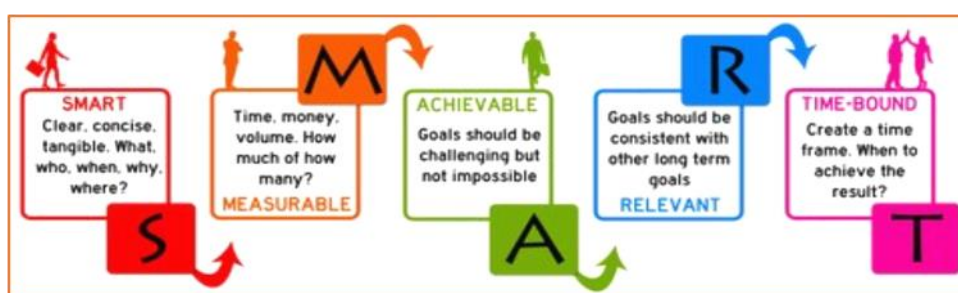 SMART
Clear, concise,
tangible. What,
who, when, why,
where?
S
M
Time, money,
volume. How
much of how
many?
MEASURABLE
ACHIEVABLE
Goals should be
challenging but
not impossible
A
R
Goals should be
consistent with
other long term
goals
RELEVANT
TIME-BOUND
Create a time
frame. When to
achieve the
result?
T